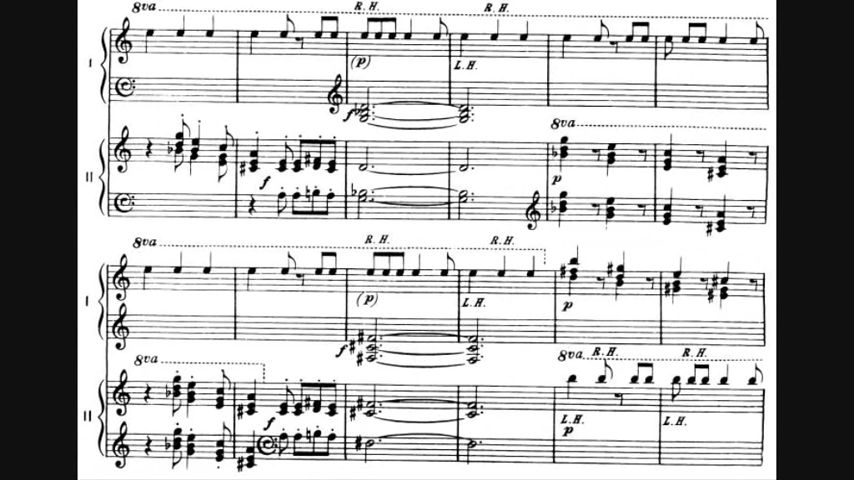 8va R.H. R.H.
I (p) L.H.
f
8va
II f p
8va R.H. R.H.
I (p) L.H. p
f
8va 8va R.H. R.H.
II f L.H. L.H.
p